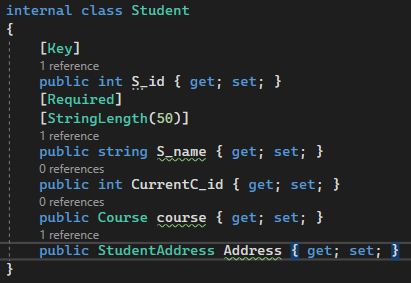 internal class Student
{
[Key]
1 reference
public int S_id { get; set; }
[Required]
[StringLength(50)]
1 reference
public string S_name { get; set; }
0 references
public int CurrentC_id { get; set; }
0 references
public Course course { get; set; }
1 reference
public StudentAddress Address { get; set; }
}